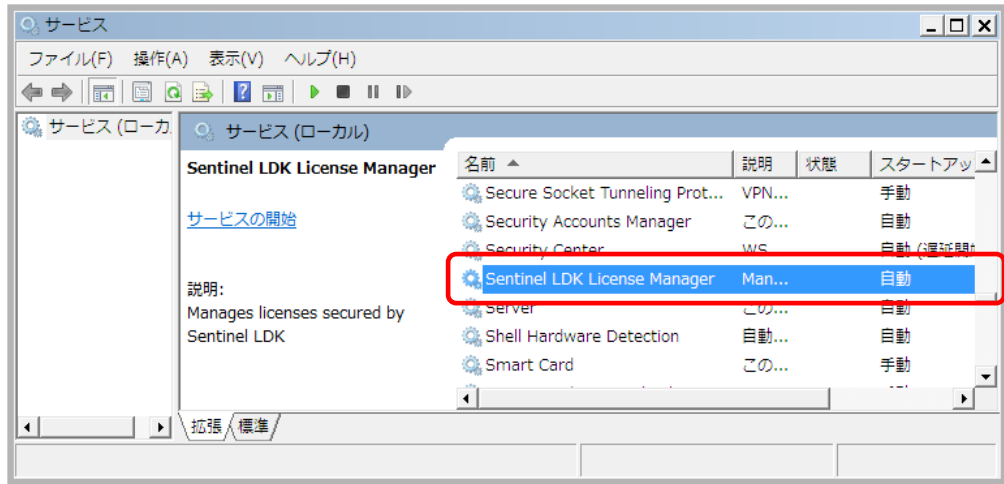 サービス
ファイル(F) 操作(A) 表示(V) ヘルプ(H)
サービス (ローカ
サービス (ローカル)
Sentinel LDK License Manager
サービスの開始
説明:
Manages licenses secured by
Sentinel LDK
名前 説明 状態 スタートアッ
Secure Socket Tunneling Prot... VPN... 手動
Security Accounts Manager この... 自動
Security Center WS 自動 (遅延開始
Sentinel LDK License Manager Man... 自動
Server この... 自動
Shell Hardware Detection 自動... 自動
Smart Card この... 手動
拡張 標準